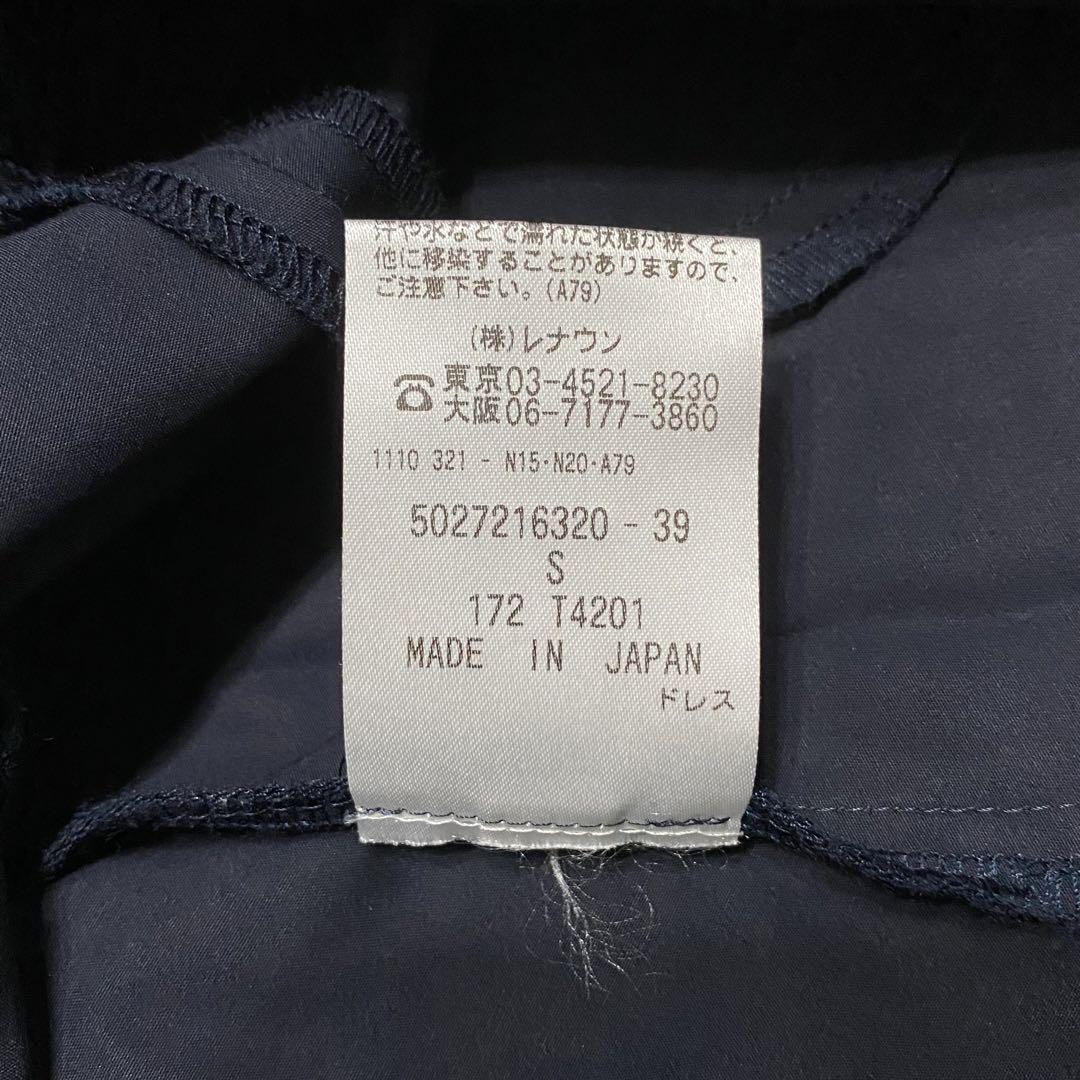 汗や水などで濡れた状態が続くと、
他に移染することがありますので、
ご注意下さい。(A79)
(株)レナウン
東京03-4521-8230
大阪06-7177-3860
1110 321 - N15·N20·A79
5027216320 - 39
S
172 T4201
MADE IN JAPAN
ドレス